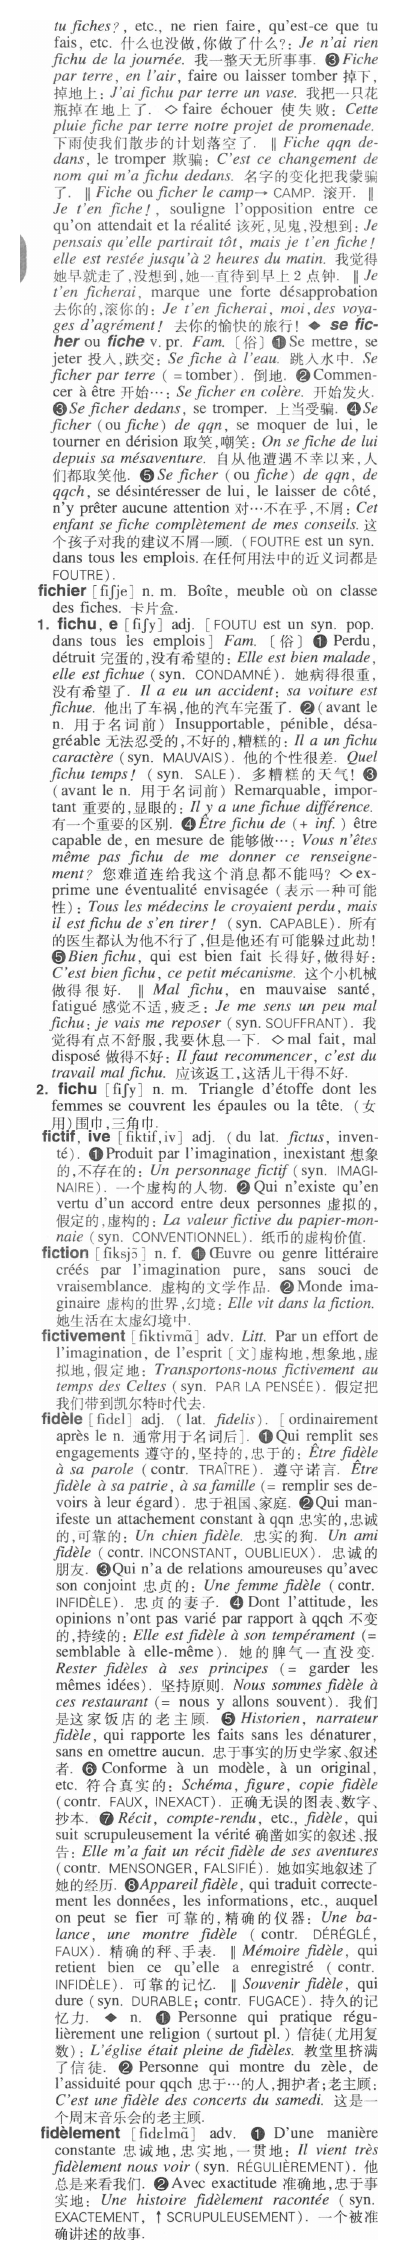 tu fiches?, etc., ne rien faire, qu'est-ce que tu
fais, etc. 什么也没做,你做了什么?: Je n'ai rien
fichu de la journée. 我一整天无所事事. ❸ Fiche
par terre, en l'air, faire ou laisser tomber 掉下,
掉地上: J'ai fichu par terre un vase. 我把一只花
瓶掉在地上了. ◇ faire échouer 使失败: Cette
pluie fiche par terre notre projet de promenade.
下雨使我们散步的计划落空了. ‖ Fiche qqn de-
dans, le tromper 欺骗: C'est ce changement de
nom qui m'a fichu dedans. 名字的变化把我蒙骗
了. ‖ Fiche ou ficher le camp→ CAMP. 滚开. ‖
Je t'en fiche!, souligne l'opposition entre ce
qu'on attendait et la réalité 该死,见鬼,没想到: Je
pensais qu'elle partirait tôt, mais je t'en fiche!
elle est restée jusqu'à 2 heures du matin. 我觉得
她早就走了,没想到,她一直待到早上 2 点钟. ‖ Je
t'en ficherai, marque une forte désapprobation
去你的,滚你的: Je t'en ficherai, moi, des voya-
ges d'agrément! 去你的愉快的旅行! ◆ se fic-
her ou fiche v. pr. Fam. [俗] ❶ Se mettre, se
jeter 投入,跌交: Se fiche à l'eau. 跳入水中. Se
ficher par terre (=tomber). 倒地. ❷ Commen-
cer à être 开始…: Se ficher en colère. 开始发火.
❸ Se ficher dedans, se tromper. 上当受骗. ❹ Se
ficher (ou fiche) de qqn, se moquer de lui, le
tourner en dérision 取笑,嘲笑: On se fiche de lui
depuis sa mésaventure. 自从他遭遇不幸以来,人
们都取笑他. ❺ Se ficher (ou fiche) de qqn, de
qqch, se désintéresser de lui, le laisser de côté,
n'y prêter aucune attention 对…不在乎,不屑: Cet
enfant se fiche complètement de mes conseils. 这
个孩子对我的建议不屑一顾. (FOUTRE est un syn.
dans tous les emplois. 在任何用法中的近义词都是
FOUTRE).
fichier [fiʃje] n. m. Boîte, meuble où on classe
des fiches. 卡片盒.
1. fichu, e [fiʃy] adj. [FOUTU est un syn. pop.
dans tous les emplois] Fam. [俗] ❶ Perdu,
détruit 完蛋的,没有希望的: Elle est bien malade,
elle est fichue (syn. CONDAMNÉ). 她病得很重,
没有希望了. Il a eu un accident: sa voiture est
fichue. 他出了车祸,他的汽车完蛋了. ❷ (avant le
n. 用于名词前) Insupportable, pénible, désa-
gréable 无法忍受的,不好的,糟糕的: Il a un fichu
caractère (syn. MAUVAIS). 他的个性很差. Quel
fichu temps! (syn. SALE). 多糟糕的天气! ❸
(avant le n. 用于名词前) Remarquable, impor-
tant 重要的,显眼的: Il y a une fichue différence.
有一个重要的区别. ❹ Être fichu de (+ inf.) être
capable de, en mesure de 能够做…: Vous n'êtes
même pas fichu de me donner ce renseigne-
ment? 您难道连给我这个消息都不能吗? ◇ ex-
prime une éventualité envisagée (表示一种可能
性): Tous les médecins le croyaient perdu, mais
il est fichu de s'en tirer! (syn. CAPABLE). 所有
的医生都认为他不行了,但是他还有可能躲过此劫!
❺ Bien fichu, qui est bien fait 长得好,做得好:
C'est bien fichu, ce petit mécanisme. 这个小机械
做得很好. ‖ Mal fichu, en mauvaise santé,
fatigué 感觉不适,疲乏: Je me sens un peu mal
fichu: je vais me reposer (syn. SOUFFRANT). 我
觉得有点不舒服,我要休息一下. ◇ mal fait, mal
disposé 做得不好: Il faut recommencer, c'est du
travail mal fichu. 应该返工,这活儿干得不好.
2. fichu [fiʃy] n. m. Triangle d'étoffe dont les
femmes se couvrent les épaules ou la tête. (女
用)围巾,三角巾.
fictif, ive [fiktif,iv] adj. (du lat. fictus, inven-
té). ❶ Produit par l'imagination, inexistant 想象
的,不存在的: Un personnage fictif (syn. IMAGI-
NAIRE). 一个虚构的人物. ❷ Qui n'existe qu'en
vertu d'un accord entre deux personnes 虚拟的,
假定的,虚构的: La valeur fictive du papier-mon-
naie (syn. CONVENTIONNEL). 纸币的虚构价值.
fiction [fiksjɔ̃] n. f. ❶ Œuvre ou genre littéraire
créés par l'imagination pure, sans souci de
vraisemblance. 虚构的文学作品. ❷ Monde ima-
ginaire 虚构的世界,幻境: Elle vit dans la fiction.
她生活在太虚幻境中.
fictivement [fiktivmɑ̃] adv. Litt. Par un effort de
l'imagination, de l'esprit [文]虚构地,想象地,虚
拟地,假定地: Transportons-nous fictivement au
temps des Celtes (syn. PAR LA PENSÉE). 假定把
我们带到凯尔特时代去.
fidèle [fidɛl] adj. (lat. fidelis). [ordinairement
après le n. 通常用于名词后]. ❶ Qui remplit ses
engagements 遵守的,坚持的,忠于的: Être fidèle
à sa parole (contr. TRAÎTRE). 遵守诺言. Être
fidèle à sa patrie, à sa famille (= remplir ses de-
voirs à leur égard). 忠于祖国、家庭. ❷ Qui man-
ifeste un attachement constant à qqn 忠实的,忠诚
的,可靠的: Un chien fidèle. 忠实的狗. Un ami
fidèle (contr. INCONSTANT, OUBLIEUX). 忠诚的
朋友. ❸ Qui n'a de relations amoureuses qu'avec
son conjoint 忠贞的: Une femme fidèle (contr.
INFIDÈLE). 忠贞的妻子. ❹ Dont l'attitude, les
opinions n'ont pas varié par rapport à qqch 不变
的,持续的: Elle est fidèle à son tempérament (=
semblable à elle-même). 她的脾气一直没变.
Rester fidèles à ses principes (= garder les
mêmes idées). 坚持原则. Nous sommes fidèle à
ces restaurant (= nous y allons souvent). 我们
是这家饭店的老主顾. ❺ Historien, narrateur
fidèle, qui rapporte les faits sans les dénaturer,
sans en omettre aucun. 忠于事实的历史学家、叙述
者. ❻ Conforme à un modèle, à un original,
etc. 符合真实的: Schéma, figure, copie fidèle
(contr. FAUX, INEXACT). 正确无误的图表、数字、
抄本. ❼ Récit, compte-rendu, etc., fidèle, qui
suit scrupuleusement la vérité 确凿如实的叙述、报
告: Elle m'a fait un récit fidèle de ses aventures
(contr. MENSONGER, FALSIFIÉ). 她如实地叙述了
她的经历. ❽ Appareil fidèle, qui traduit correcte-
ment les données, les informations, etc., auquel
on peut se fier 可靠的,精确的仪器: Une ba-
lance, une montre fidèle (contr. DÉRÉGLÉ,
FAUX). 精确的秤、手表. ‖ Mémoire fidèle, qui
retient bien ce qu'elle a enregistré (contr.
INFIDÈLE). 可靠的记忆. ‖ Souvenir fidèle, qui
dure (syn. DURABLE; contr. FUGACE). 持久的记
忆力. ◆ n. ❶ Personne qui pratique régu-
lièrement une religion (surtout pl.) 信徒(尤用复
数): L'église était pleine de fidèles. 教堂里挤满
了信徒. ❷ Personne qui montre du zèle, de
l'assiduité pour qqch 忠于…的人,拥护者;老主顾:
C'est une fidèle des concerts du samedi. 这是一
个周末音乐会的老主顾.
fidèlement [fidɛlmɑ̃] adv. ❶ D'une manière
constante 忠诚地,忠实地,一贯地: Il vient très
fidèlement nous voir (syn. RÉGULIÈREMENT). 他
总是来看我们. ❷ Avec exactitude 准确地,忠于事
实地: Une histoire fidèlement racontée (syn.
EXACTEMENT, ↑ SCRUPULEUSEMENT). 一个被准
确讲述的故事.